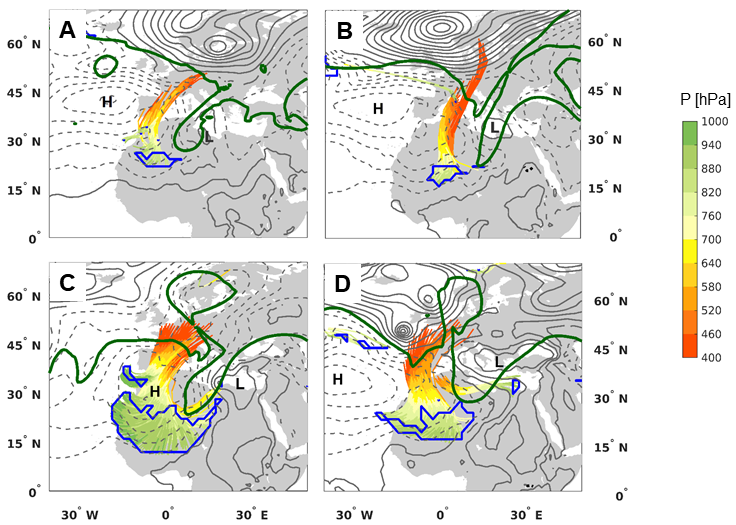 A
B
60° N
60° N
45° N
45° N
H
H
L
L
30° N
30° N
15° N
15° N
0°
0°
P [hPa]
1000
940
880
820
760
700
640
580
520
460
400
C
D
60° N
60° N
45° N
45° N
H
L
H
L
30° N
30° N
15° N
15° N
0°
0°
30° W
0°
30° E
30° W
0°
30° E